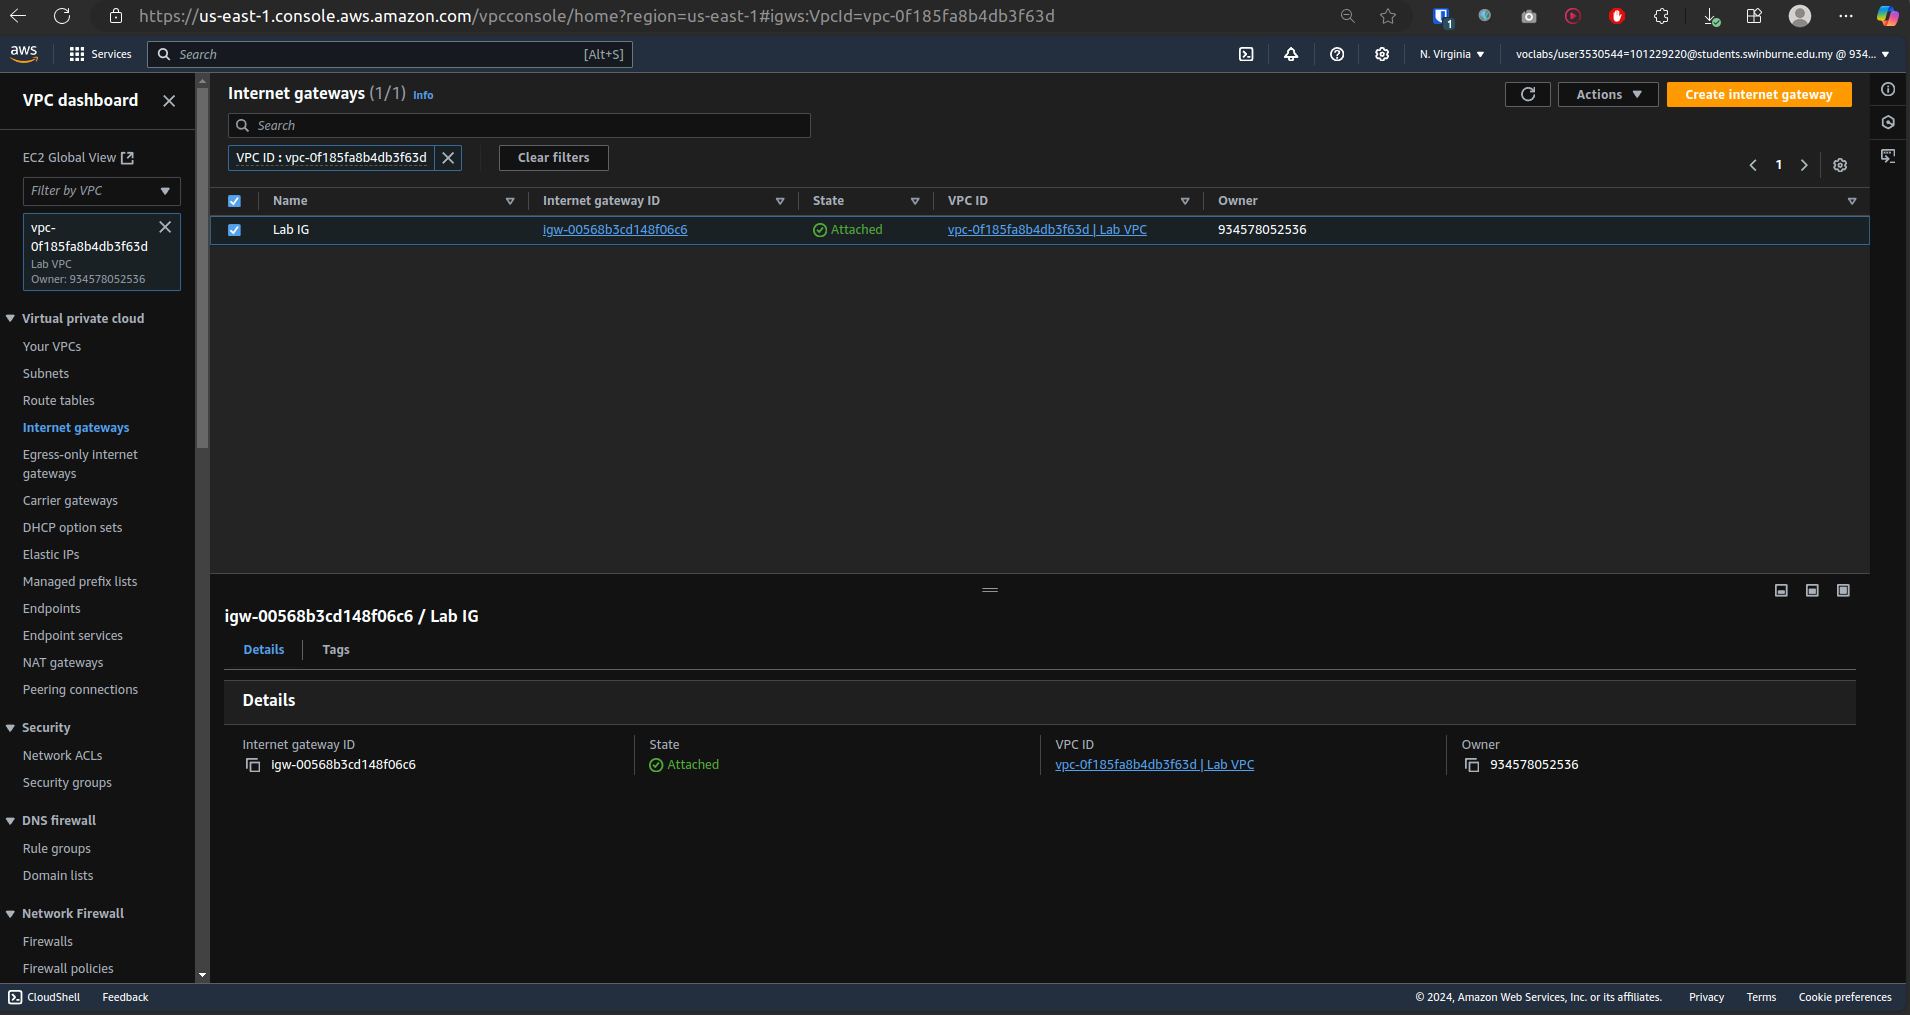 https://us-east-1.console.aws.amazon.com/vpcconsole/home?region=us-east-1#igws:VpcId=vpc-0f185fa8b4db3f63d
1
aws
Services
Search [Alt+S]
N. Virginia
voclabs/user3530544=101229220@students.swinburne.edu.my @ 934...
VPC dashboard
EC2 Global View
Filter by VPC
vpc-
0f185fa8b4db3f63d
Lab VPC
Owner: 934578052536
Virtual private cloud
Your VPCs
Subnets
Route tables
Internet gateways
Egress-only internet
gateways
Carrier gateways
DHCP option sets
Elastic IPs
Managed prefix lists
Endpoints
Endpoint services
NAT gateways
Peering connections
Security
Network ACLs
Security groups
DNS firewall
Rule groups
Domain lists
Network Firewall
Firewalls
Firewall policies
Internet gateways (1/1) Info
Actions
Create internet gateway
Search
VPC ID : vpc-0f185fa8b4db3f63d
Clear filters
1
Name Internet gateway ID State VPC ID Owner
Lab IG igw-00568b3cd148f06c6 Attached vpc-0f185fa8b4db3f63d | Lab VPC 934578052536
igw-00568b3cd148f06c6 / Lab IG
Details Tags
Details
Internet gateway ID State VPC ID Owner
igw-00568b3cd148f06c6 Attached vpc-0f185fa8b4db3f63d | Lab VPC 934578052536
CloudShell Feedback © 2024, Amazon Web Services, Inc. or its affiliates. Privacy Terms Cookie preferences